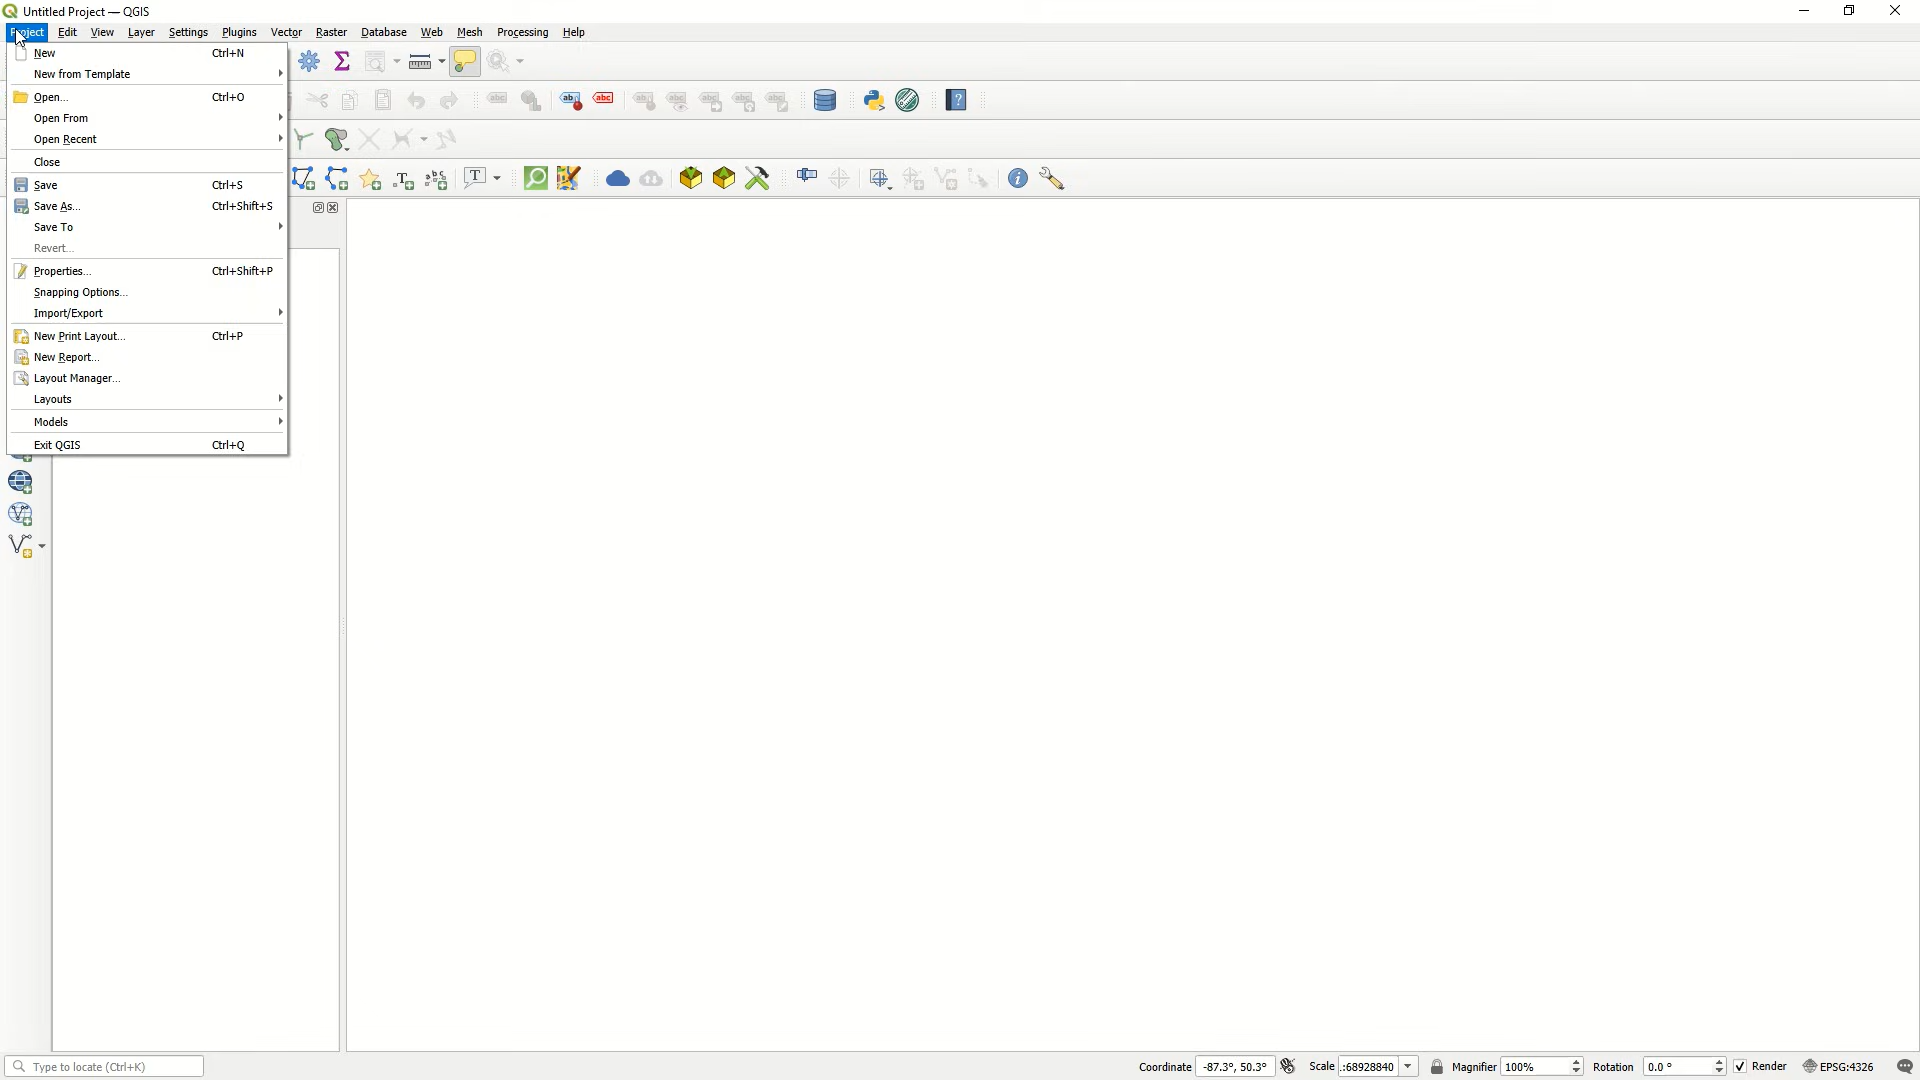 Untitled Project — QGIS
Project Edit View Layer Settings Plugins Vector Raster Database Web Mesh Processing Help
New Ctrl+N
New from Template
Open... Ctrl+O
Open From
Open Recent
Close
Save Ctrl+S
Save As... Ctrl+Shift+S
Save To
Revert...
Properties... Ctrl+Shift+P
Snapping Options...
Import/Export
New Print Layout... Ctrl+P
New Report...
Layout Manager...
Layouts
Models
Exit QGIS Ctrl+Q
Type to locate (Ctrl+K)
Coordinate -87.3°, 50.3° Scale .:68928840 Magnifier 100% Rotation 0.0 ° Render EPSG:4326